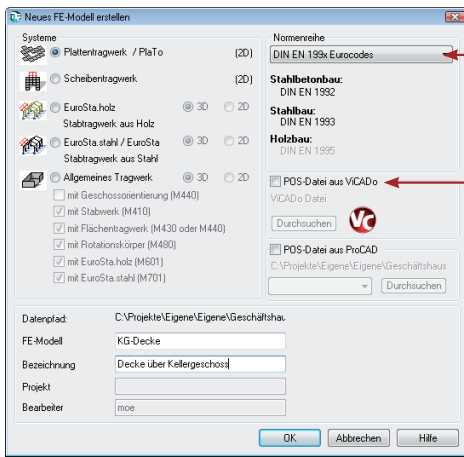 Neues FE-Modell erstellen
Systeme
Plattentragwerk / PlaTo [2D]
Scheibentragwerk [2D]
EuroSta.holz 3D 2D
Stabtragwerk aus Holz
EuroSta.stahl / EuroSta 3D 2D
Stabtragwerk aus Stahl
Allgemeines Tragwerk 3D 2D
mit Geschossorientierung (M440)
mit Stabwerk (M410)
mit Flächentragwerk (M430 oder M440)
mit Rotationskörper (M480)
mit EuroSta.holz (M601)
mit EuroSta.stahl (M701)
Normenreihe
DIN EN 199x Eurocodes
Stahlbetonbau:
DIN EN 1992
Stahlbau:
DIN EN 1993
Holzbau:
DIN EN 1995
POS-Datei aus ViCADo
ViCADo Datei
Durchsuchen
VC
POS-Datei aus ProCAD
C:\Projekte\Eigene\Eigene\Geschäftshaus
Durchsuchen
Datenpfad: C:\Projekte\Eigene\Eigene\Geschäftshau
FE-Modell KG-Decke
Bezeichnung Decke über Kellergeschoss
Projekt
Bearbeiter moe
OK Abbrechen Hilfe